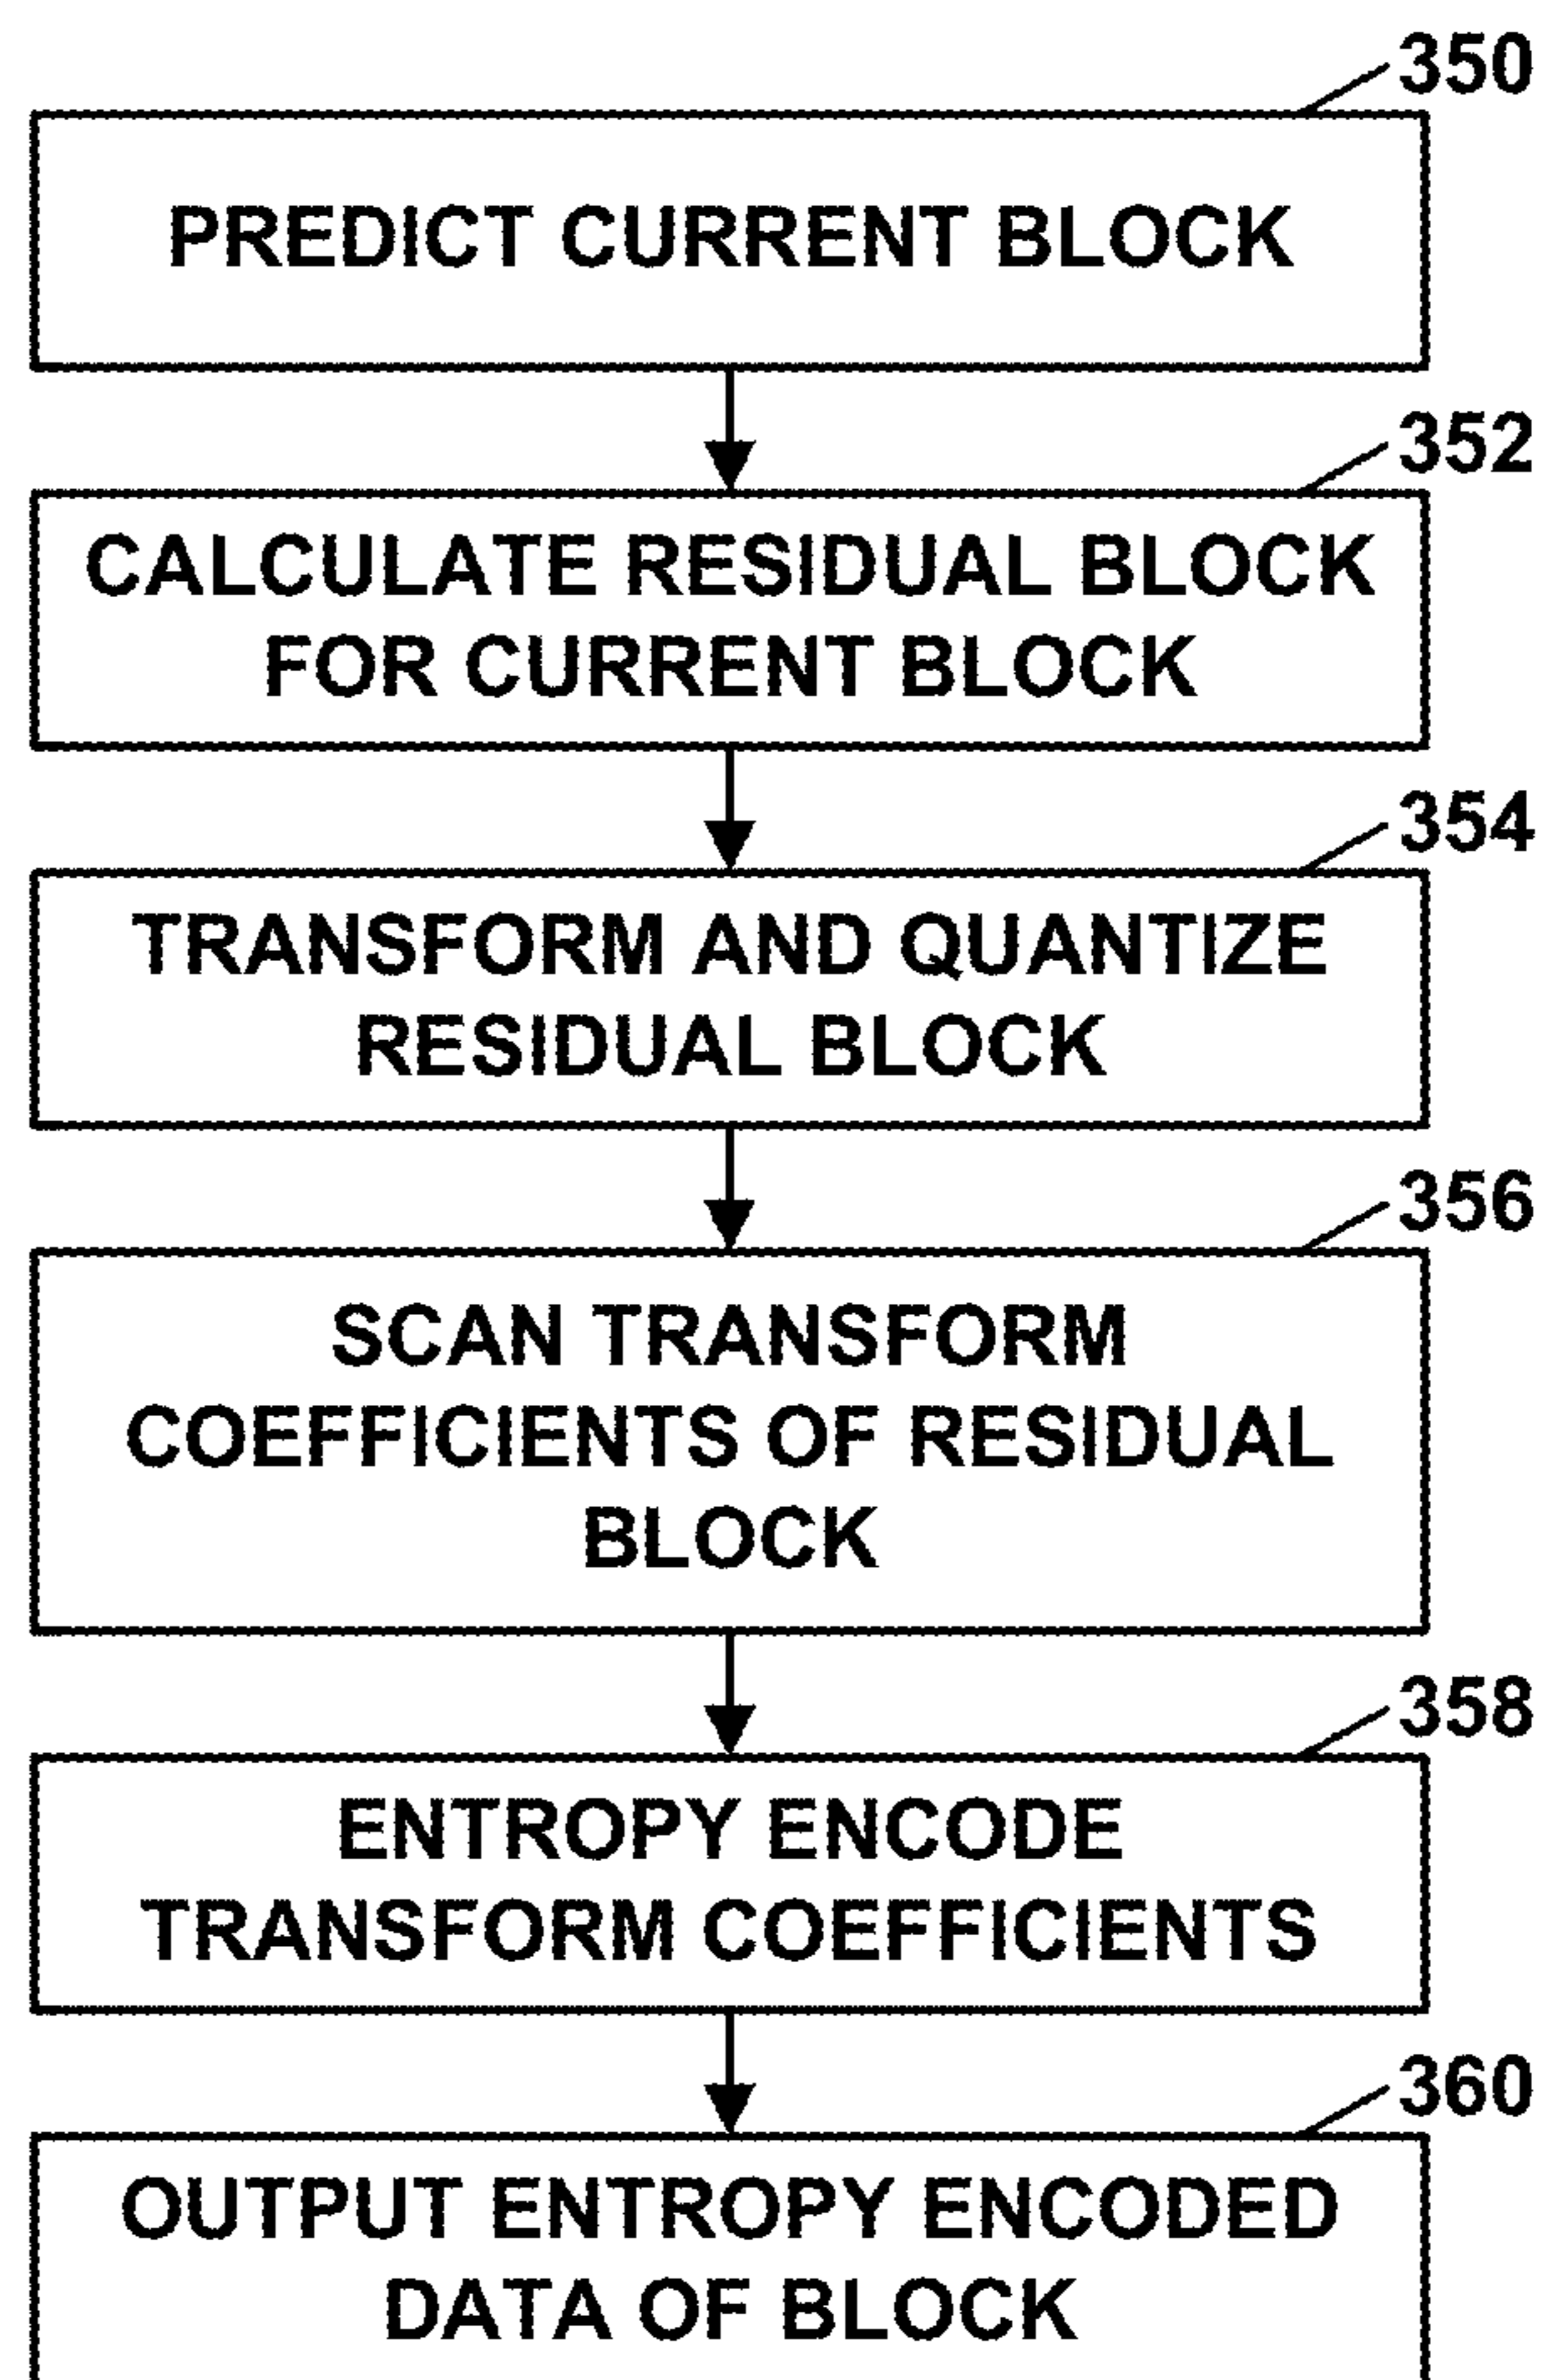 350
PREDICT CURRENT BLOCK
352
CALCULATE RESIDUAL BLOCK
FOR CURRENT BLOCK
354
TRANSFORM AND QUANTIZE
RESIDUAL BLOCK
356
SCAN TRANSFORM
COEFFICIENTS OF RESIDUAL
BLOCK
358
ENTROPY ENCODE
TRANSFORM COEFFICIENTS
360
OUTPUT ENTROPY ENCODED
DATA OF BLOCK